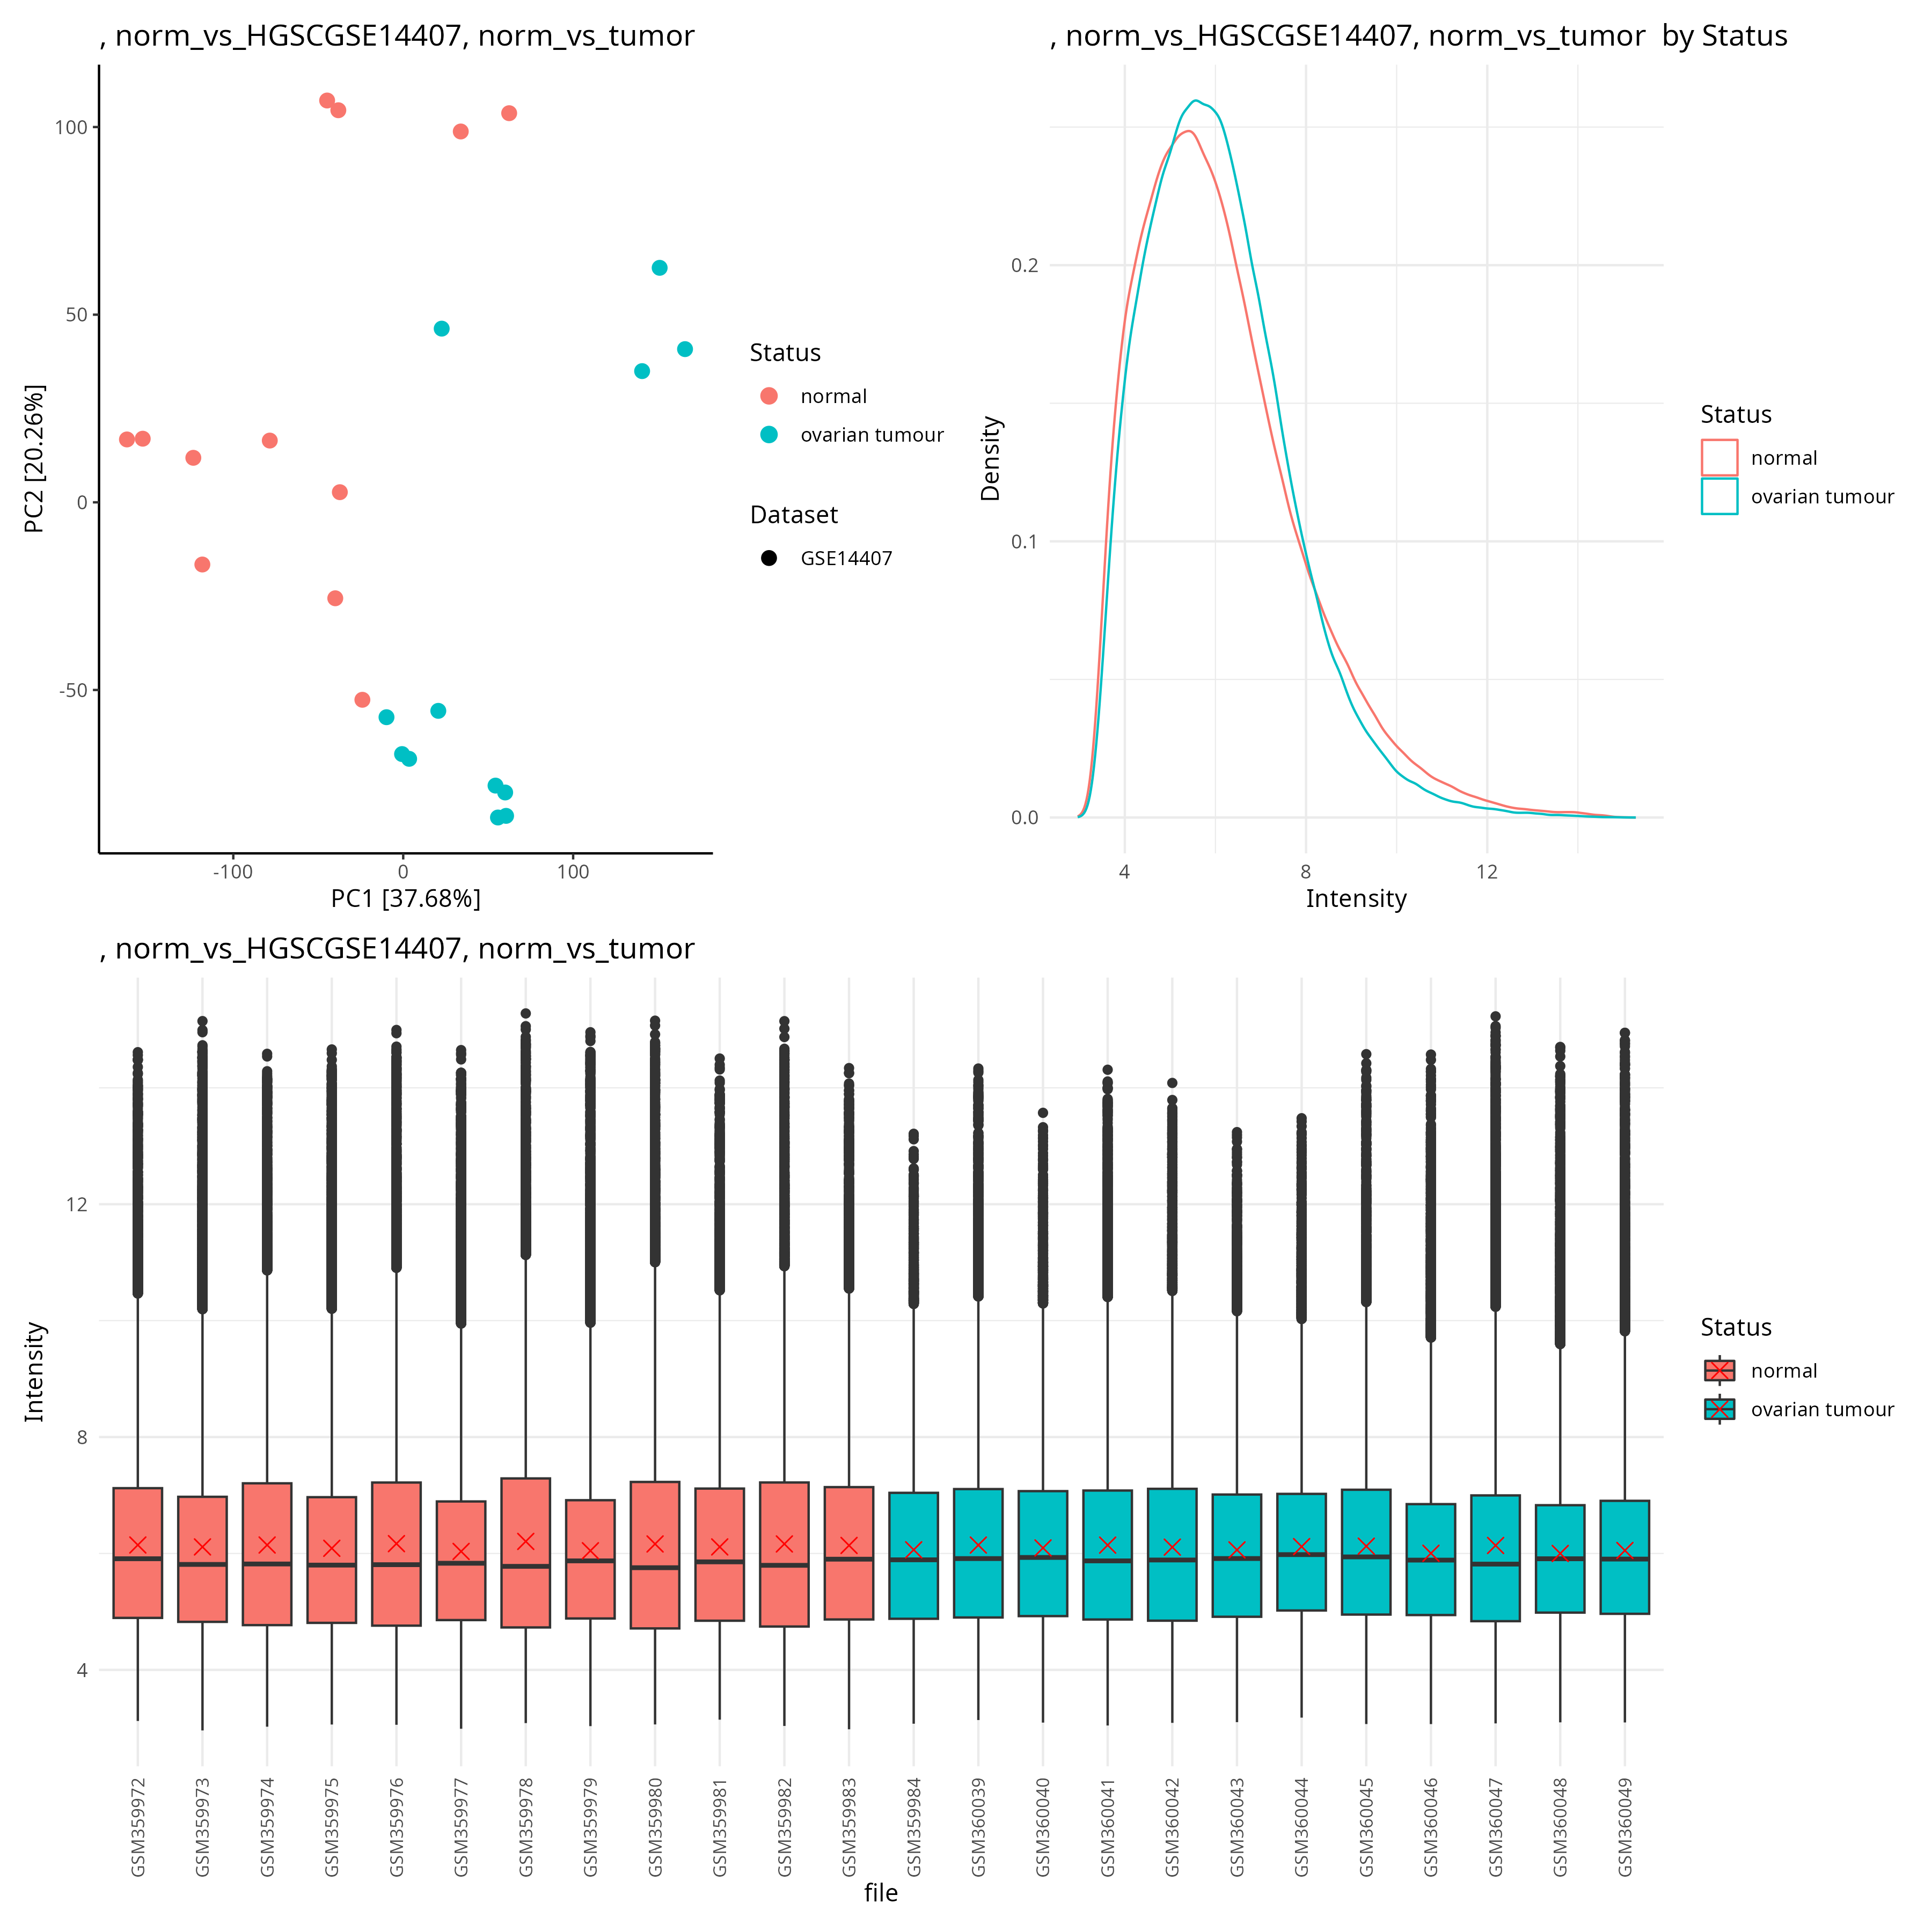 , norm_vs_HGSCGSE14407, norm_vs_tumor
100
50
0
-50
PC2 [20.26%]
-100
0
100
PC1 [37.68%]
Status
normal
ovarian tumour
Dataset
GSE14407
, norm_vs_HGSCGSE14407, norm_vs_tumor  by Status
0.2
0.1
0.0
Density
4
8
12
Intensity
Status
normal
ovarian tumour
, norm_vs_HGSCGSE14407, norm_vs_tumor
12
8
4
Intensity
GSM359972
GSM359973
GSM359974
GSM359975
GSM359976
GSM359977
GSM359978
GSM359979
GSM359980
GSM359981
GSM359982
GSM359983
GSM359984
GSM360039
GSM360040
GSM360041
GSM360042
GSM360043
GSM360044
GSM360045
GSM360046
GSM360047
GSM360048
GSM360049
file
Status
normal
ovarian tumour